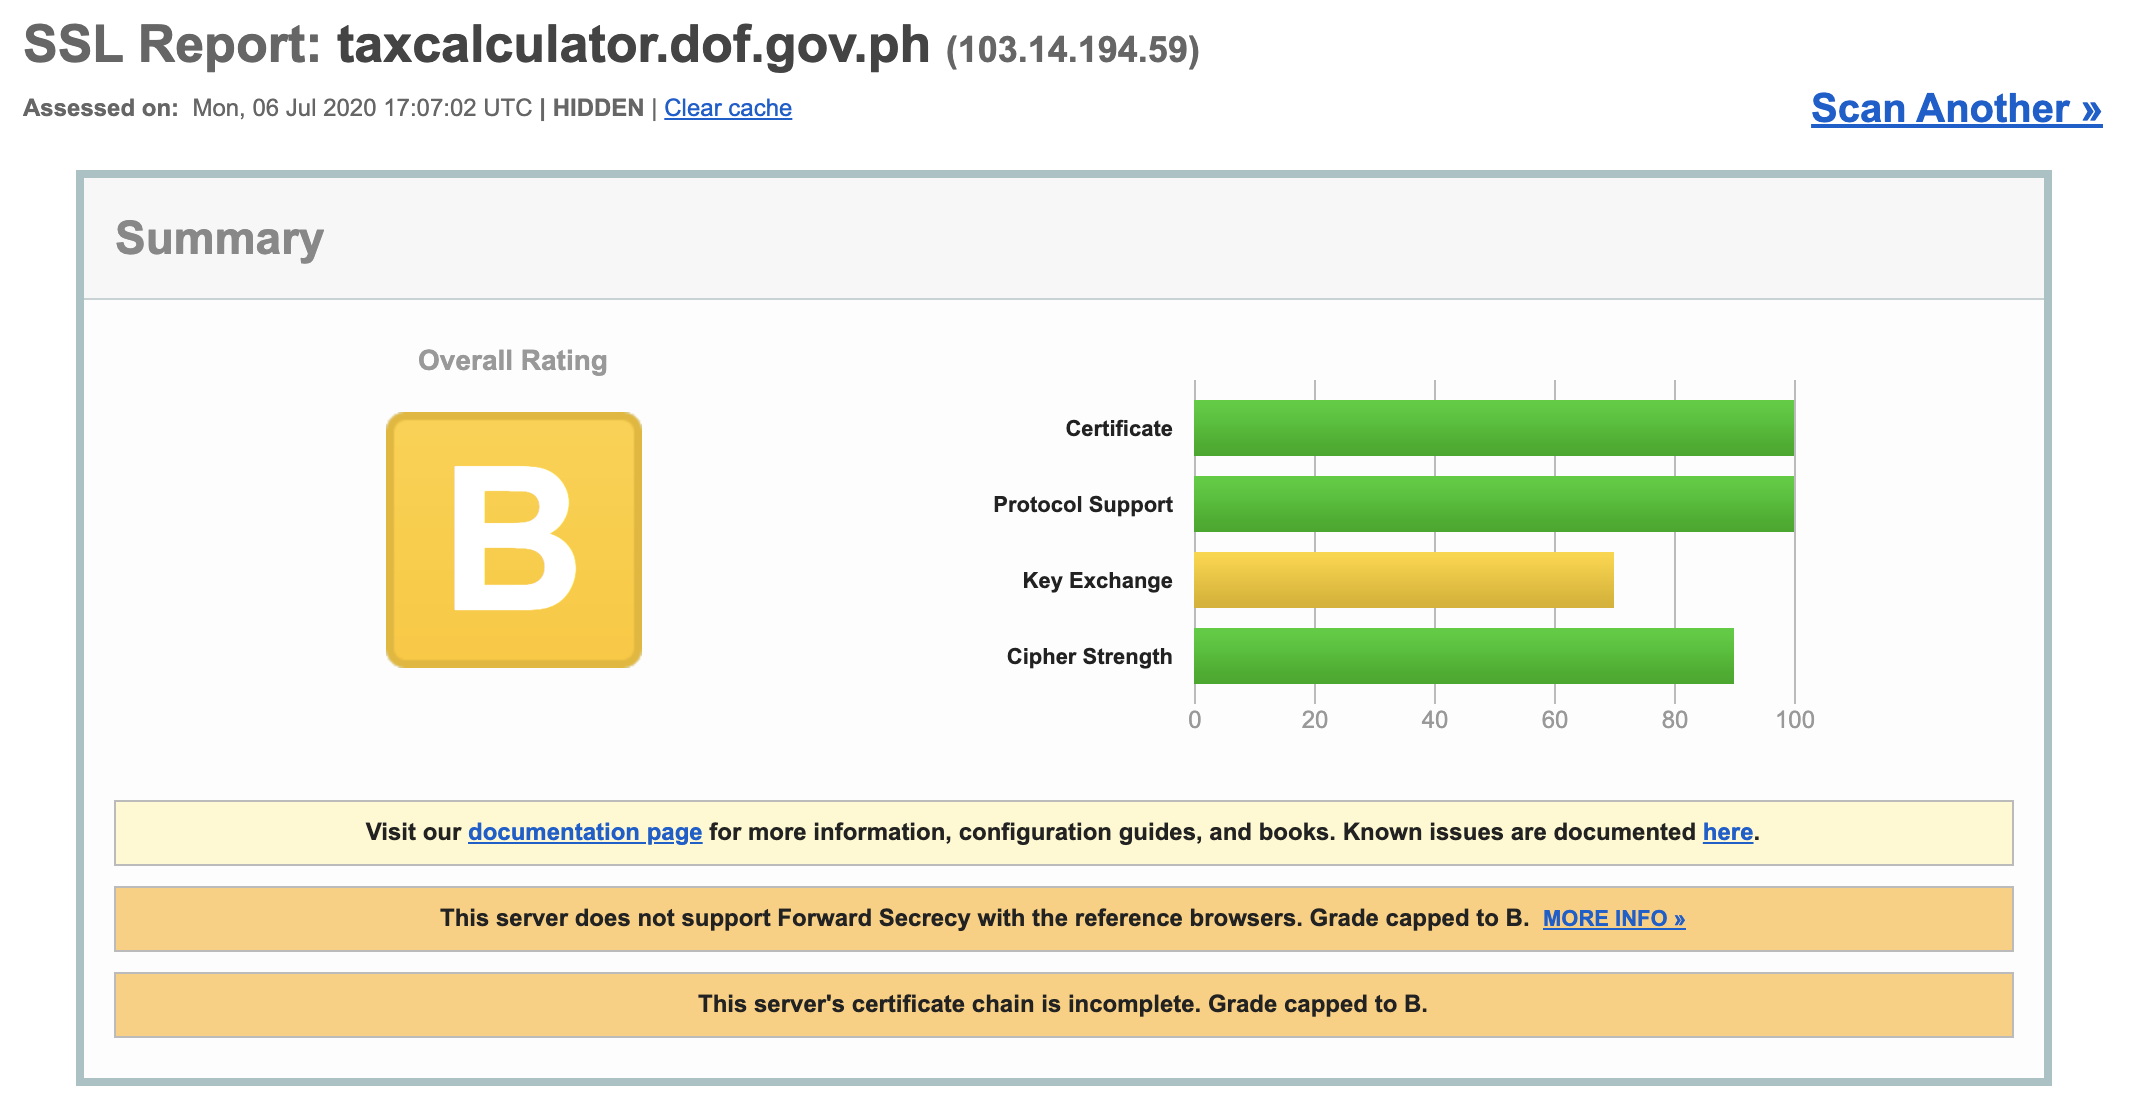 SSL Report: taxcalculator.dof.gov.ph (103.14.194.59)
Assessed on: Mon, 06 Jul 2020 17:07:02 UTC | HIDDEN | Clear cache
Scan Another »
Summary
Overall Rating
B
Certificate
Protocol Support
Key Exchange
Cipher Strength
0 20 40 60 80 100
Visit our documentation page for more information, configuration guides, and books. Known issues are documented here.
This server does not support Forward Secrecy with the reference browsers. Grade capped to B. MORE INFO »
This server's certificate chain is incomplete. Grade capped to B.